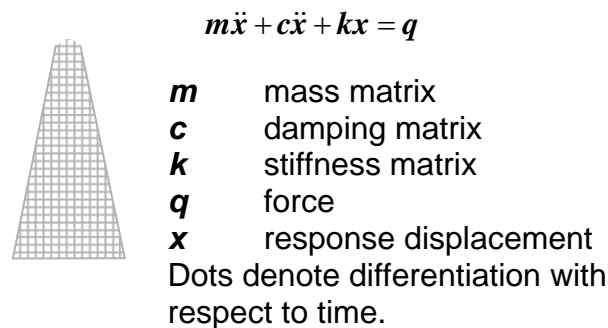 mẍ + cẍ + kx = q
m mass matrix
c damping matrix
k stiffness matrix
q force
x response displacement
Dots denote differentiation with
respect to time.